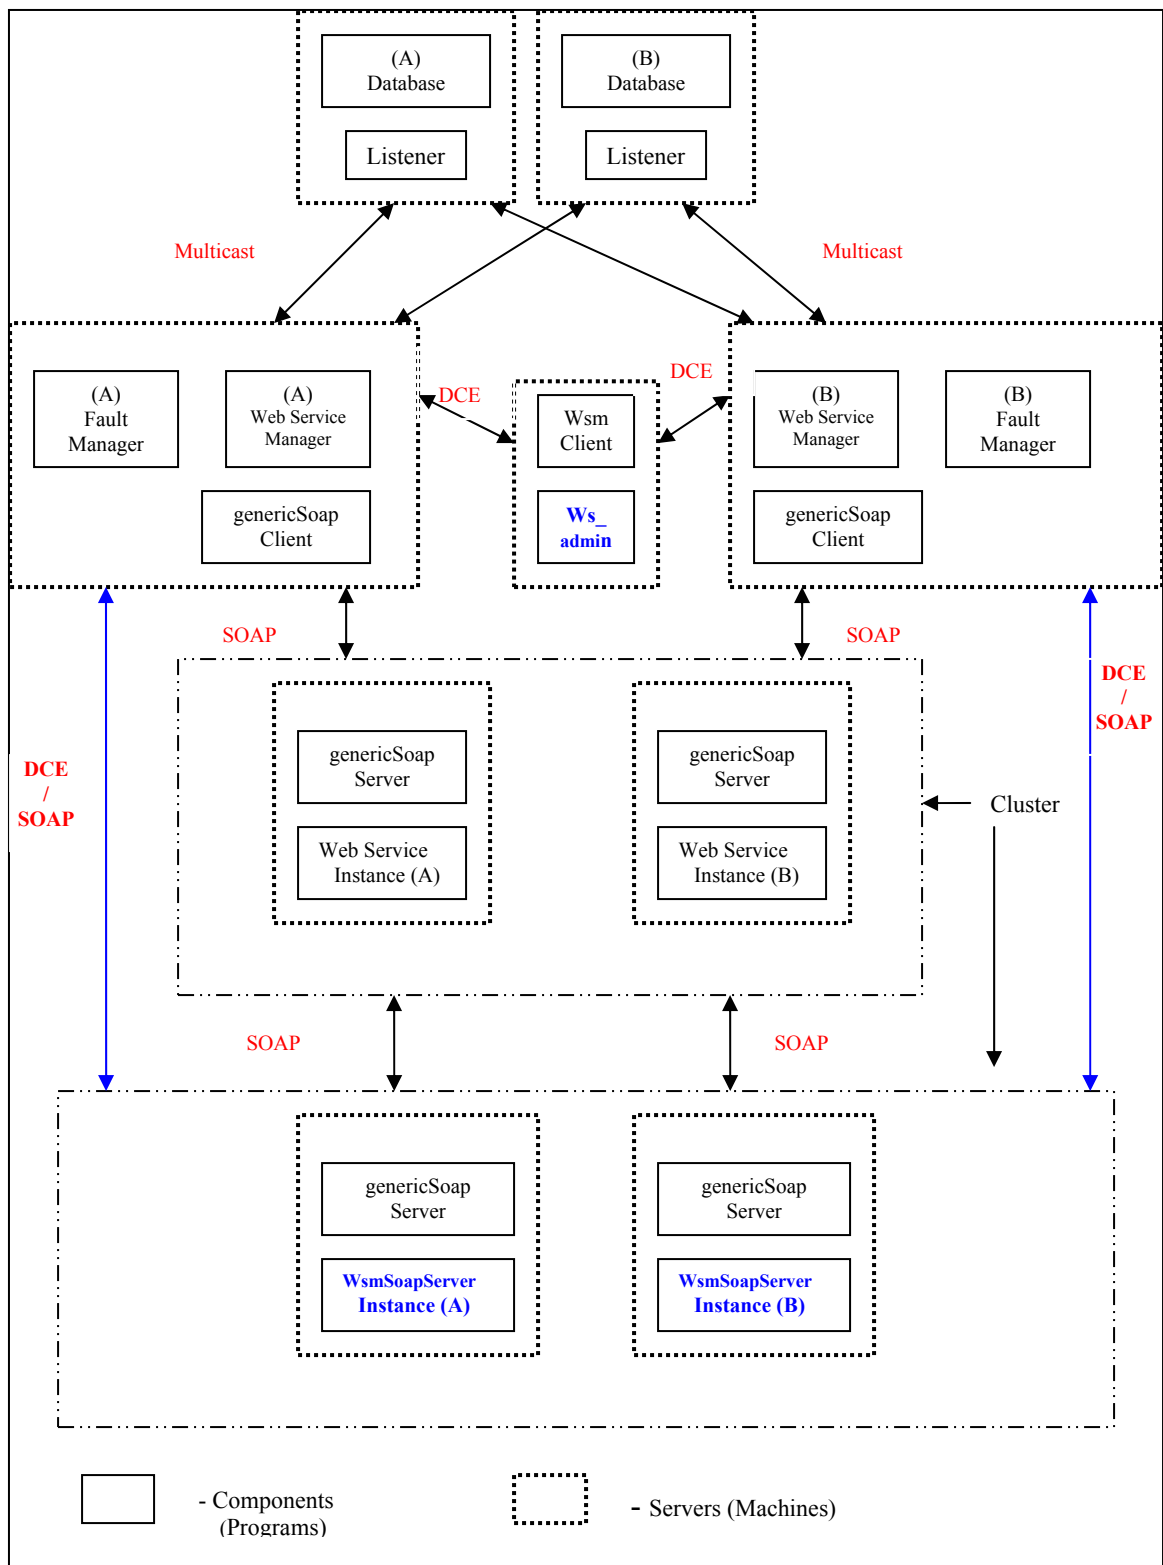 (A)
Database
Listener
(B)
Database
Listener
Multicast
Multicast
(A)
Fault
Manager
(A)
Web Service
Manager
genericSoap
Client
DCE
Wsm
Client
Ws_
admin
DCE
(B)
Web Service
Manager
(B)
Fault
Manager
genericSoap
Client
SOAP
SOAP
DCE
/
SOAP
DCE
/
SOAP
genericSoap
Server
Web Service
Instance (A)
genericSoap
Server
Web Service
Instance (B)
Cluster
SOAP
SOAP
genericSoap
Server
WsmSoapServer
Instance (A)
genericSoap
Server
WsmSoapServer
Instance (B)
- Components
(Programs)
- Servers (Machines)